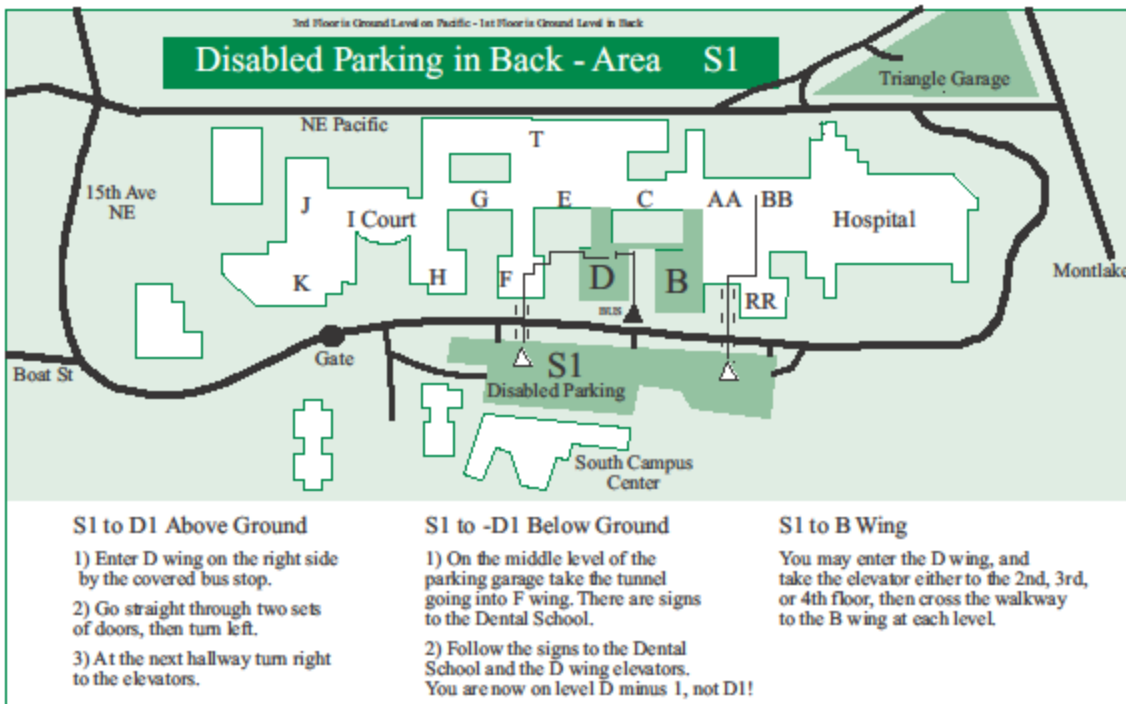 3rd Floor is Ground Level on Pacific - 1st Floor is Ground Level in Back
Disabled Parking in Back - Area S1
Triangle Garage
NE Pacific
T
15th Ave
NE
J
I Court
G
E
C
AA
BB
Hospital
K
H
F
D
B
RR
Montlake
BUS
Gate
Boat St
S1
Disabled Parking
South Campus
Center
S1 to D1 Above Ground
1) Enter D wing on the right side
by the covered bus stop.
2) Go straight through two sets
of doors, then turn left.
3) At the next hallway turn right
to the elevators.
S1 to -D1 Below Ground
1) On the middle level of the
parking garage take the tunnel
going into F wing. There are signs
to the Dental School.
2) Follow the signs to the Dental
School and the D wing elevators.
You are now on level D minus 1, not D1!
S1 to B Wing
You may enter the D wing, and
take the elevator either to the 2nd, 3rd,
or 4th floor, then cross the walkway
to the B wing at each level.